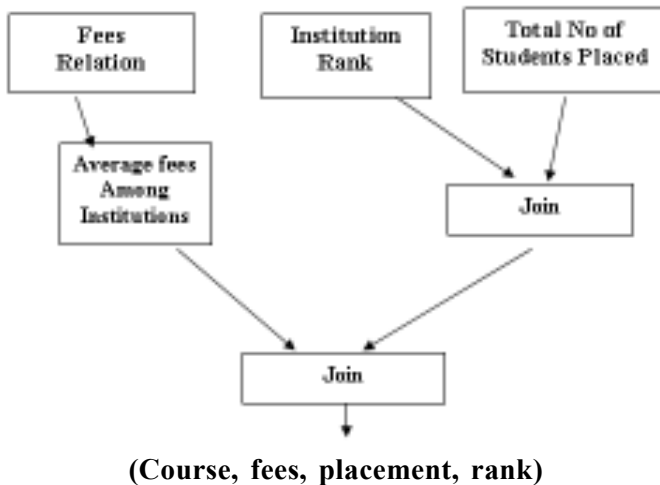 Fees
Relation
Institution
Rank
Total No of
Students Placed
Average fees
Among
Institutions
Join
Join
(Course, fees, placement, rank)